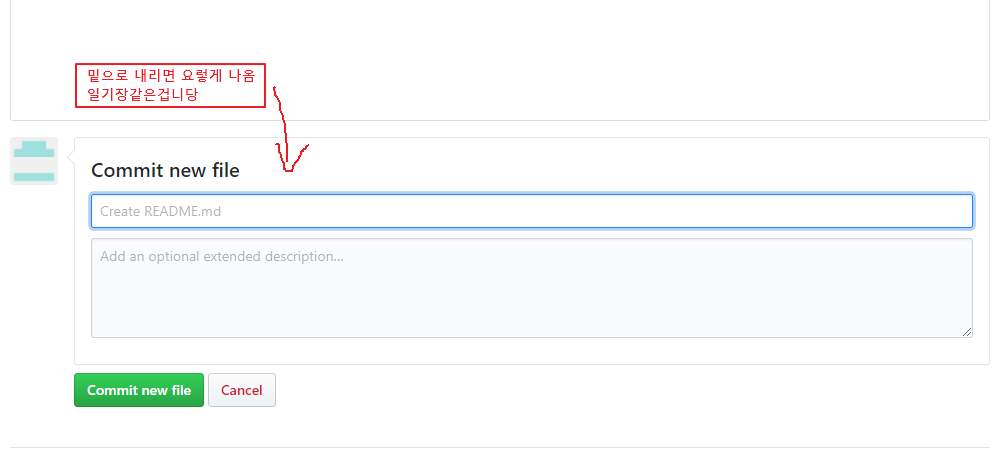 밑으로 내리면 요렇게 나옴
일기장같은겁니당
Commit new file
Create README.md
Add an optional extended description...
Commit new file
Cancel